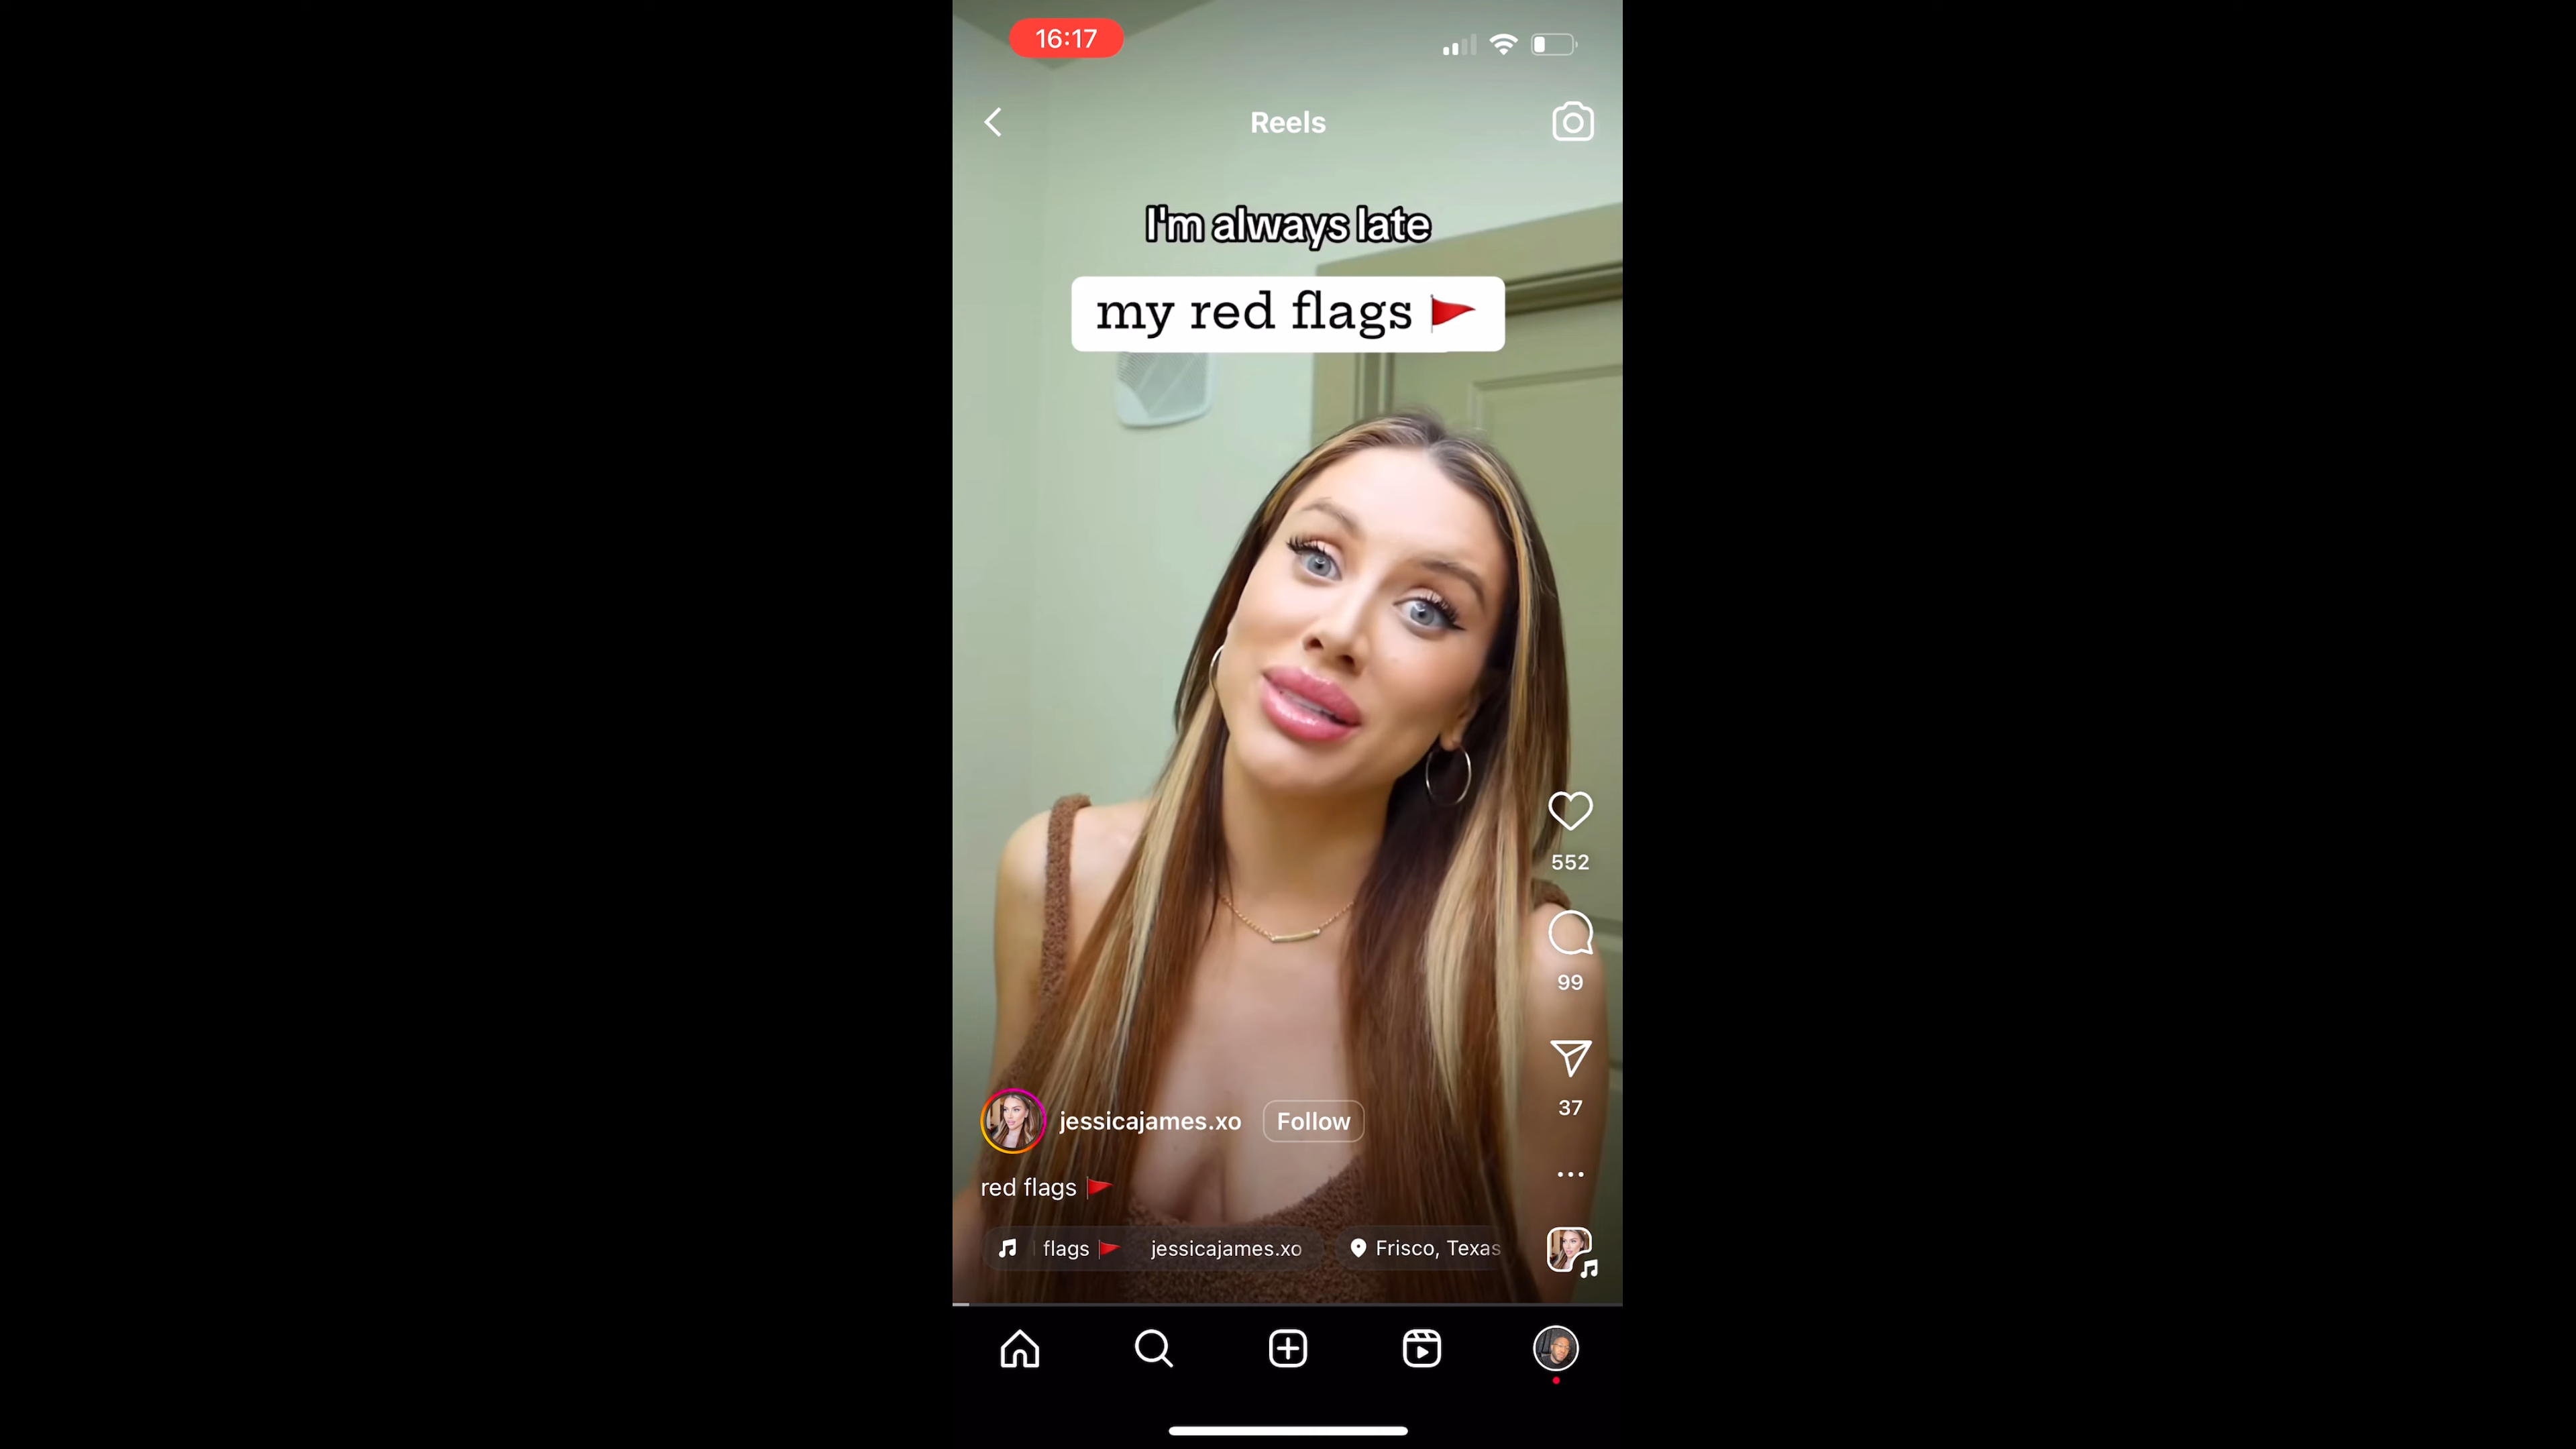 16:17
Reels
I'm always late
my red flags 🚩
552
99
37
jessicajames.xo
Follow
red flags 🚩
flags 🚩 jessicajames.xo
Frisco, Texas